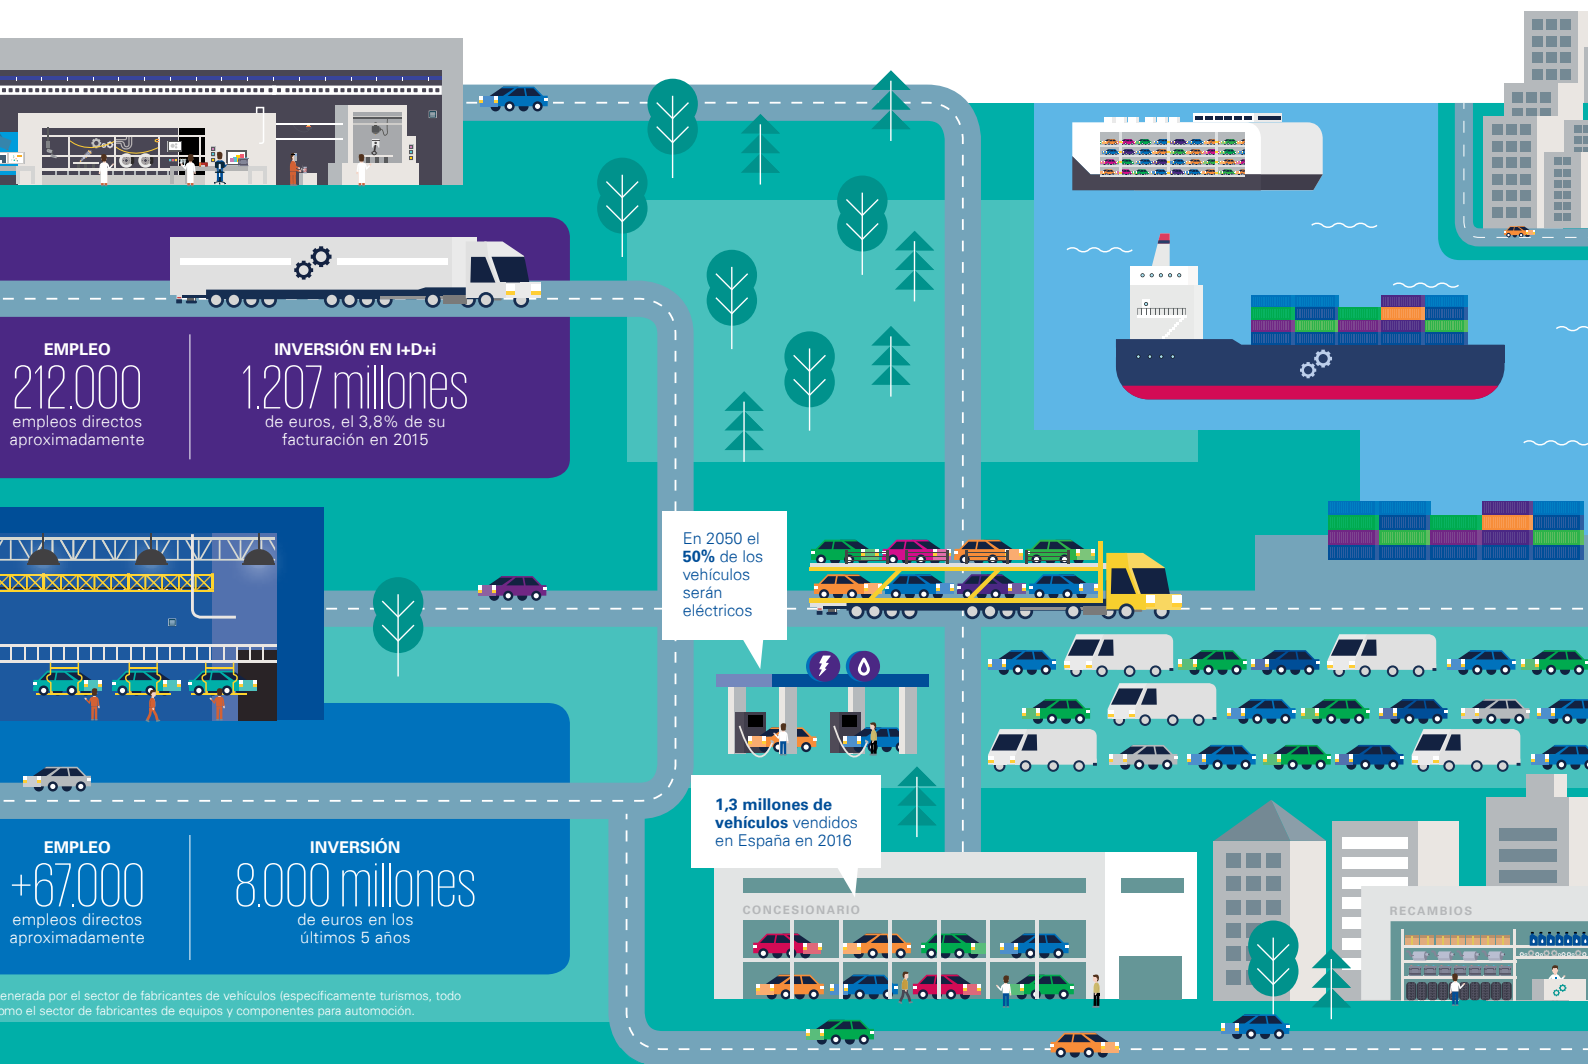 EMPLEO
212.000
empleos directos
aproximadamente
INVERSIÓN EN I+D+i
1.207 millones
de euros, el 3,8% de su
facturación en 2015
En 2050 el
50% de los
vehículos
serán
eléctricos
1,3 millones de
vehículos vendidos
en España en 2016
EMPLEO
+67.000
empleos directos
aproximadamente
INVERSIÓN
8.000 millones
de euros en los
últimos 5 años
CONCESIONARIO
RECAMBIOS
por el sector de fabricantes de vehículos (específicamente turismos, todo
el sector de fabricantes de equipos y componentes para automoción.